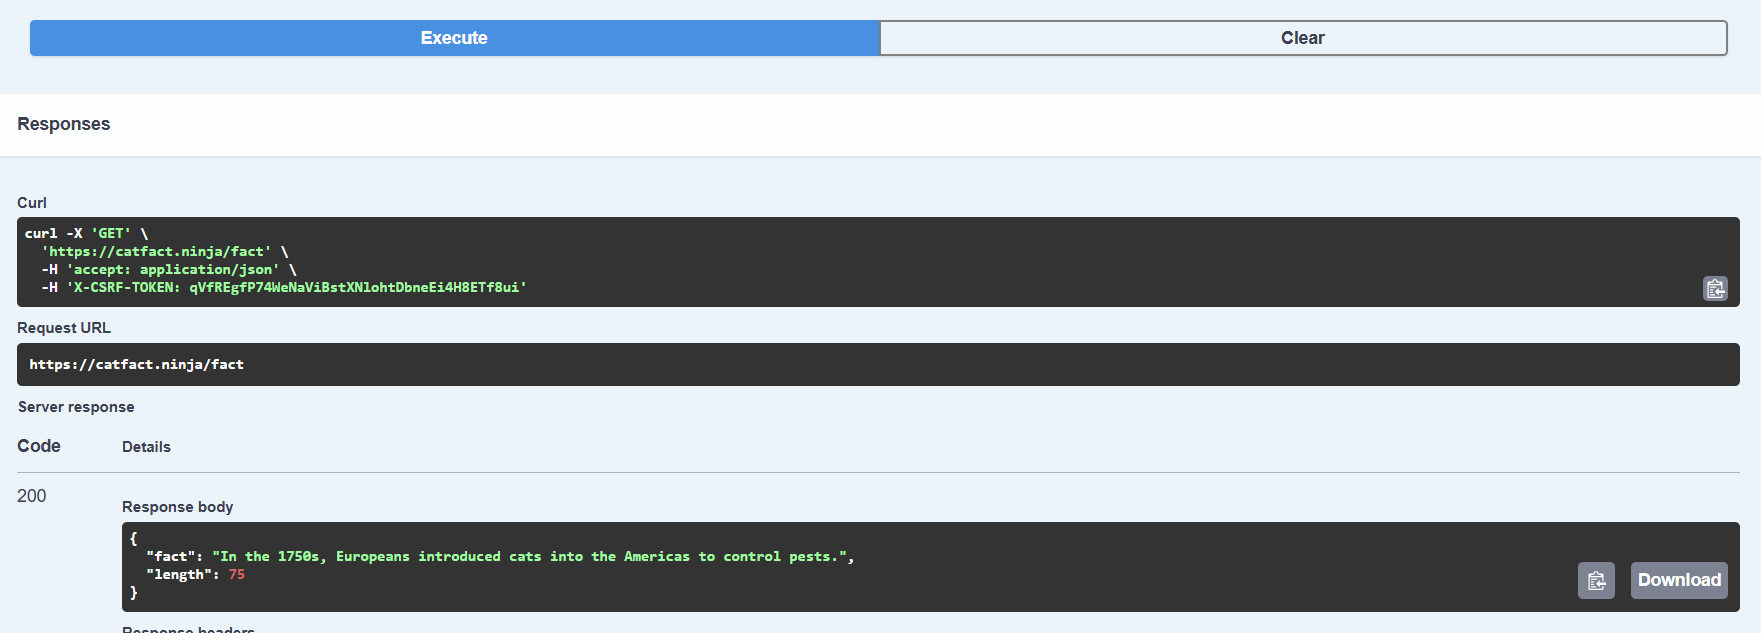 Execute
Clear
Responses
Curl
curl -X 'GET' \
'https://catfact.ninja/fact' \
-H 'accept: application/json' \
-H 'X-CSRF-TOKEN: qVfREgfP74WeNaViBstXNlohtDbneEi4H8ETf8ui'
Request URL
https://catfact.ninja/fact
Server response
Code
Details
200
Response body
{
"fact": "In the 1750s, Europeans introduced cats into the Americas to control pests.",
"length": 75
}
Download
Response headers